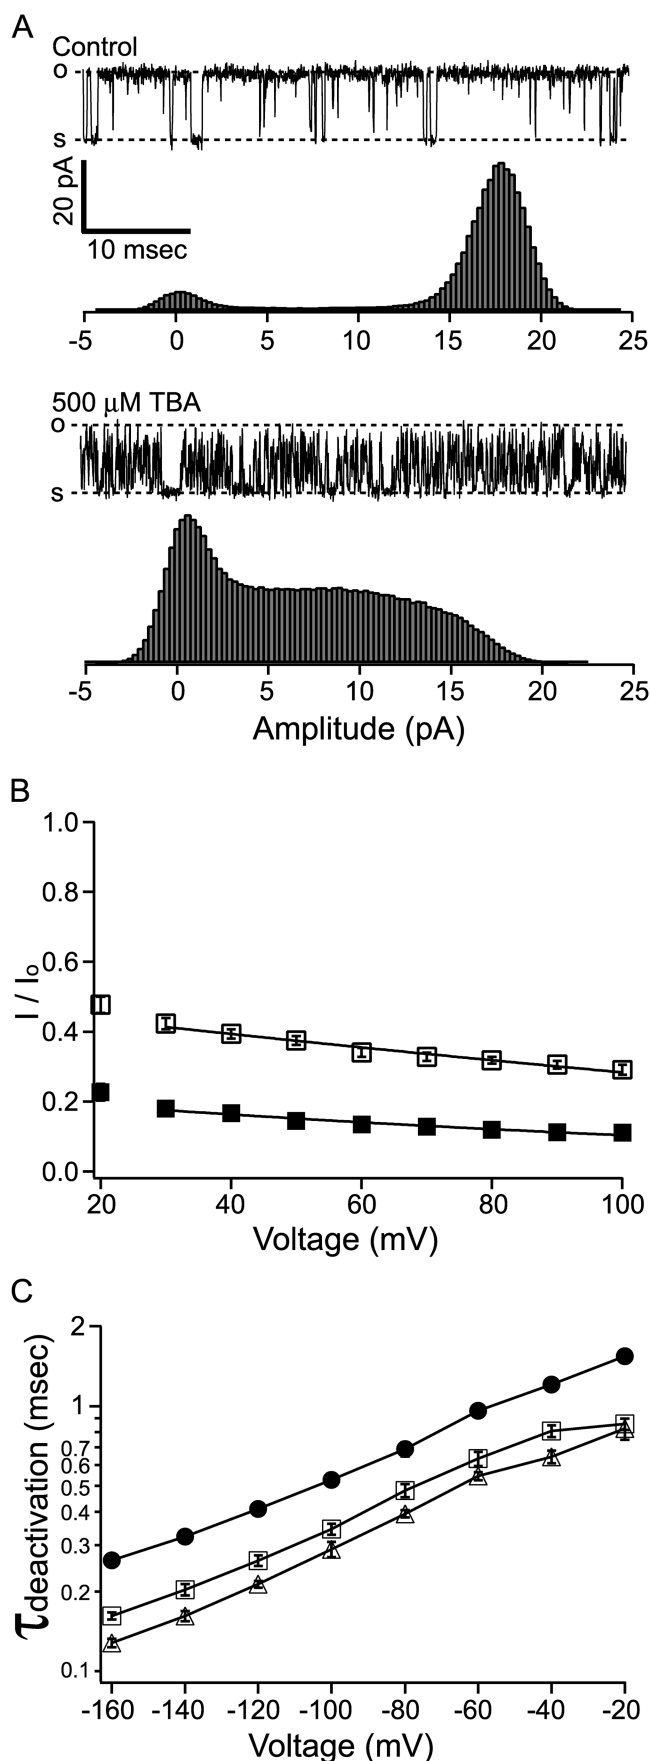 A
Control
O
S
20 pA
10 msec
-5 0 5 10 15 20 25
500 μM TBA
O
S
-5 0 5 10 15 20 25
Amplitude (pA)
B
1.0
0.8
0.6
0.4
0.2
0.0
I / Io
20 40 60 80 100
Voltage (mV)
C
2
1
0.7
0.6
0.5
0.4
0.3
0.2
0.1
τdeactivation (msec)
-160 -140 -120 -100 -80 -60 -40 -20
Voltage (mV)